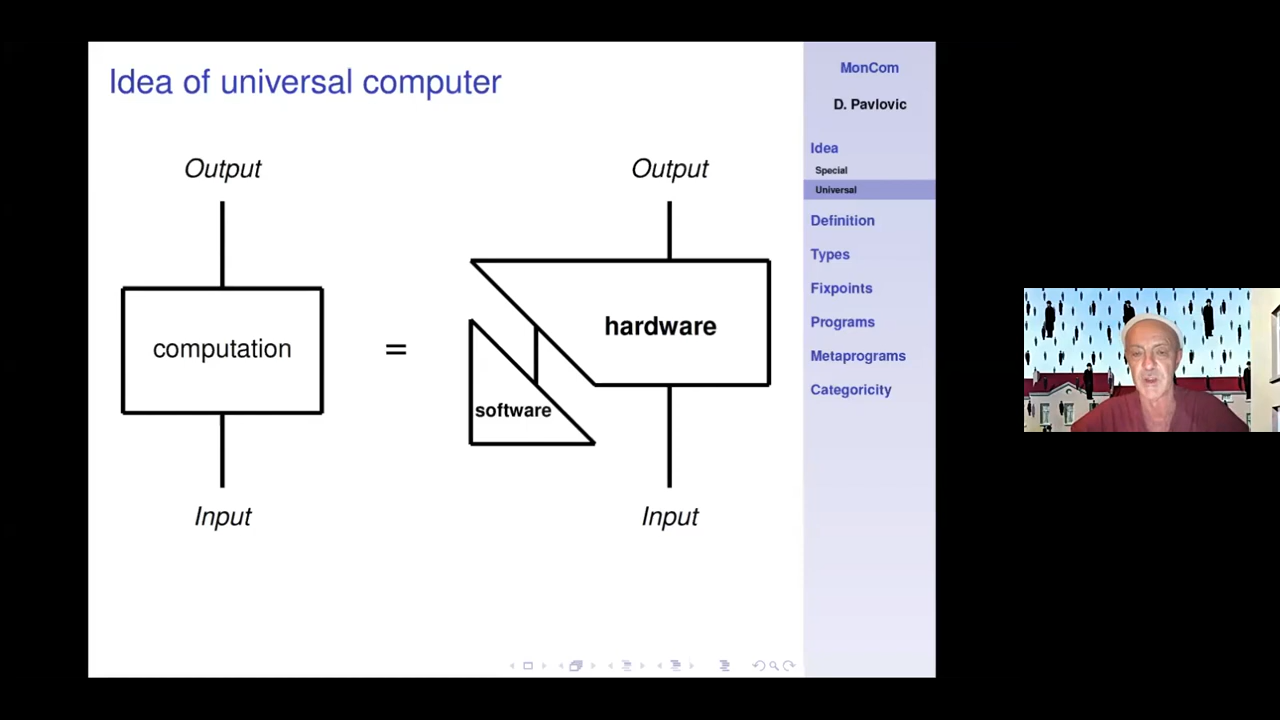 Idea of universal computer
Output
computation
Input
=
Output
hardware
software
Input
MonCom
D. Pavlovic
Idea
Special
Universal
Definition
Types
Fixpoints
Programs
Metaprograms
Categoricity